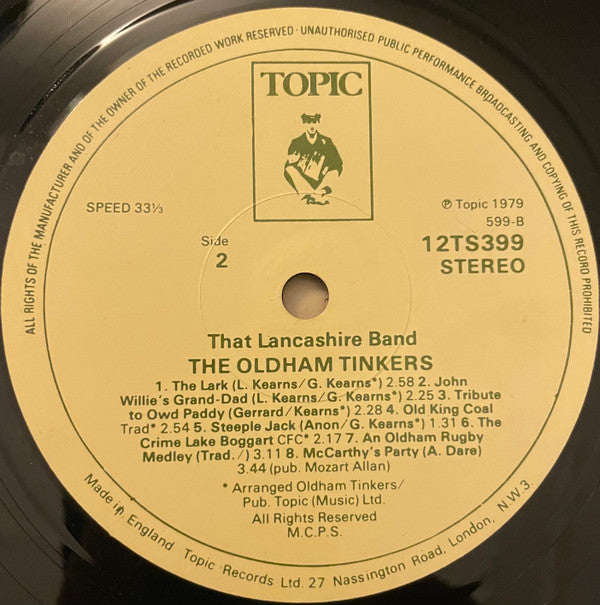 ALL RIGHTS OF THE MANUFACTURER AND OF THE OWNER OF THE RECORDED WORK RESERVED · UNAUTHORISED PUBLIC PERFORMANCE BROADCASTING AND COPYING OF THIS RECORD PROHIBITED
TOPIC
SPEED 33⅓
℗ Topic 1979
599-B
Side
2
12TS399
STEREO
That Lancashire Band
THE OLDHAM TINKERS
1. The Lark (L. Kearns/G. Kearns*) 2.58 2. John
Willie's Grand-Dad (L. Kearns/G. Kearns*) 2.25 3. Tribute
to Owd Paddy (Gerrard/Kearns*) 2.28 4. Old King Coal
Trad* 2.54 5. Steeple Jack (Anon/G. Kearns*) 1.31 6. The
Crime Lake Boggart CFC* 2.17 7. An Oldham Rugby
Medley (Trad./) 3.11 8. McCarthy's Party (A. Dare)
3.44 (pub. Mozart Allan)
* Arranged Oldham Tinkers/
Pub. Topic (Music) Ltd.
All Rights Reserved
M.C.P.S.
Made in England Topic Records Ltd. 27 Nassington Road, London, N.W.3.